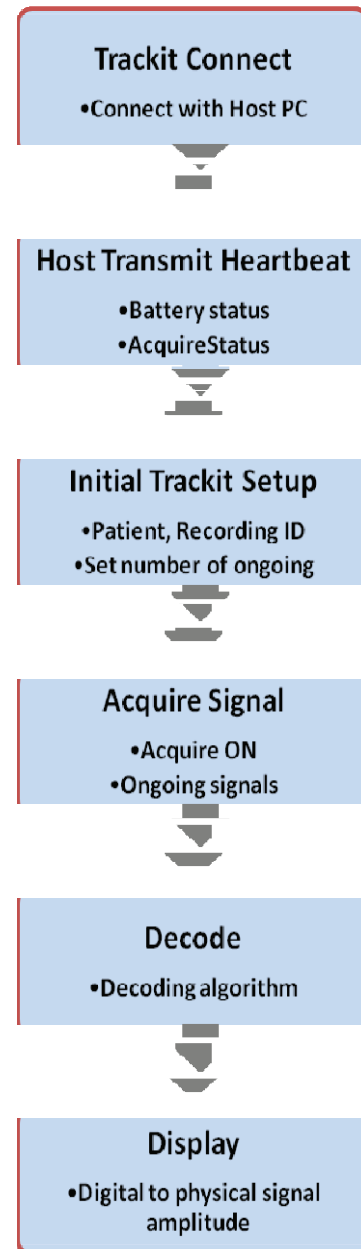 Trackit Connect
•Connect with Host PC
Host Transmit Heartbeat
•Battery status
•AcquireStatus
Initial Trackit Setup
•Patient, Recording ID
•Set number of ongoing
Acquire Signal
•Acquire ON
•Ongoing signals
Decode
•Decoding algorithm
Display
•Digital to physical signal
amplitude